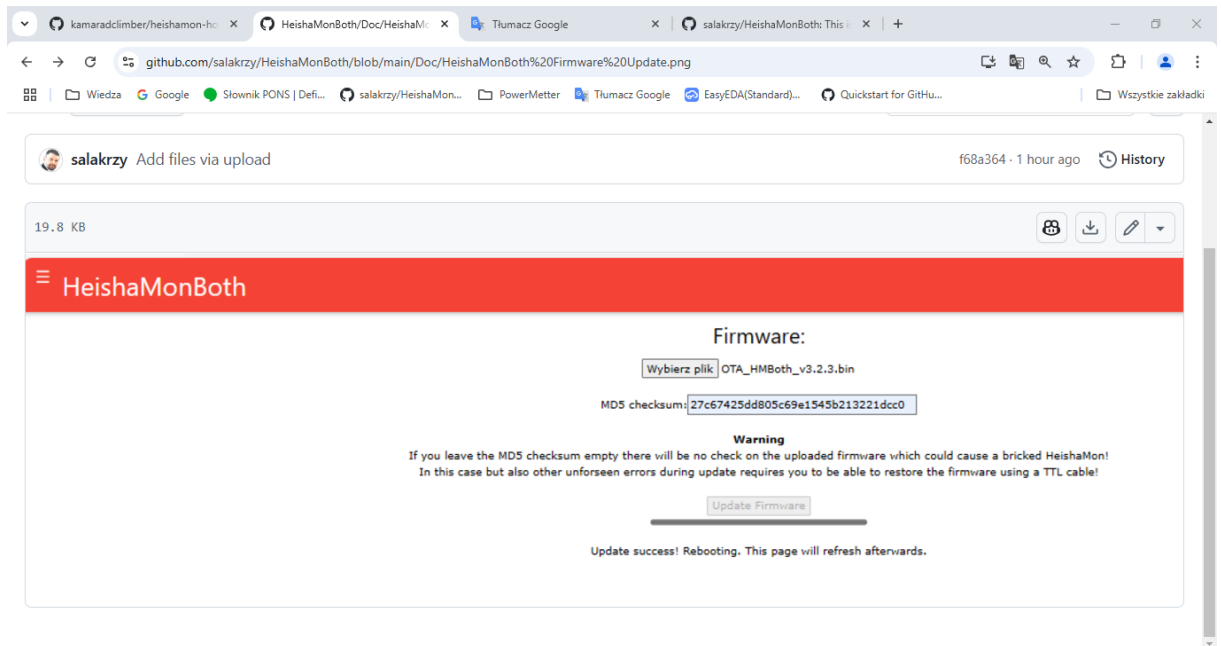 kamaradclimber/heishamon-ho
HeishaMonBoth/Doc/HeishaMo
Tłumacz Google
salakrzy/HeishaMonBoth: This i
github.com/salakrzy/HeishaMonBoth/blob/main/Doc/HeishaMonBoth%20Firmware%20Update.png
Wiedza
Google
Słownik PONS | Defi...
salakrzy/HeishaMon...
PowerMetter
Tłumacz Google
EasyEDA(Standard)...
Quickstart for GitHu...
Wszystkie zakładki
salakrzy Add files via upload
f68a364 · 1 hour ago
History
19.8 KB
HeishaMonBoth
Firmware:
Wybierz plik OTA_HMBoth_v3.2.3.bin
MD5 checksum: 27c67425dd805c69e1545b213221dcc0
Warning
If you leave the MD5 checksum empty there will be no check on the uploaded firmware which could cause a bricked HeishaMon!
In this case but also other unforseen errors during update requires you to be able to restore the firmware using a TTL cable!
Update Firmware
Update success! Rebooting. This page will refresh afterwards.